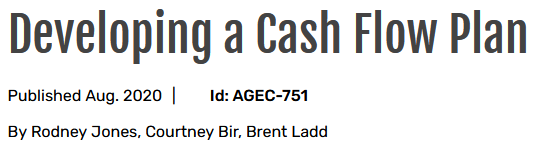 Developing a Cash Flow Plan
Published Aug. 2020 | Id: AGEC-751
By Rodney Jones, Courtney Bir, Brent Ladd